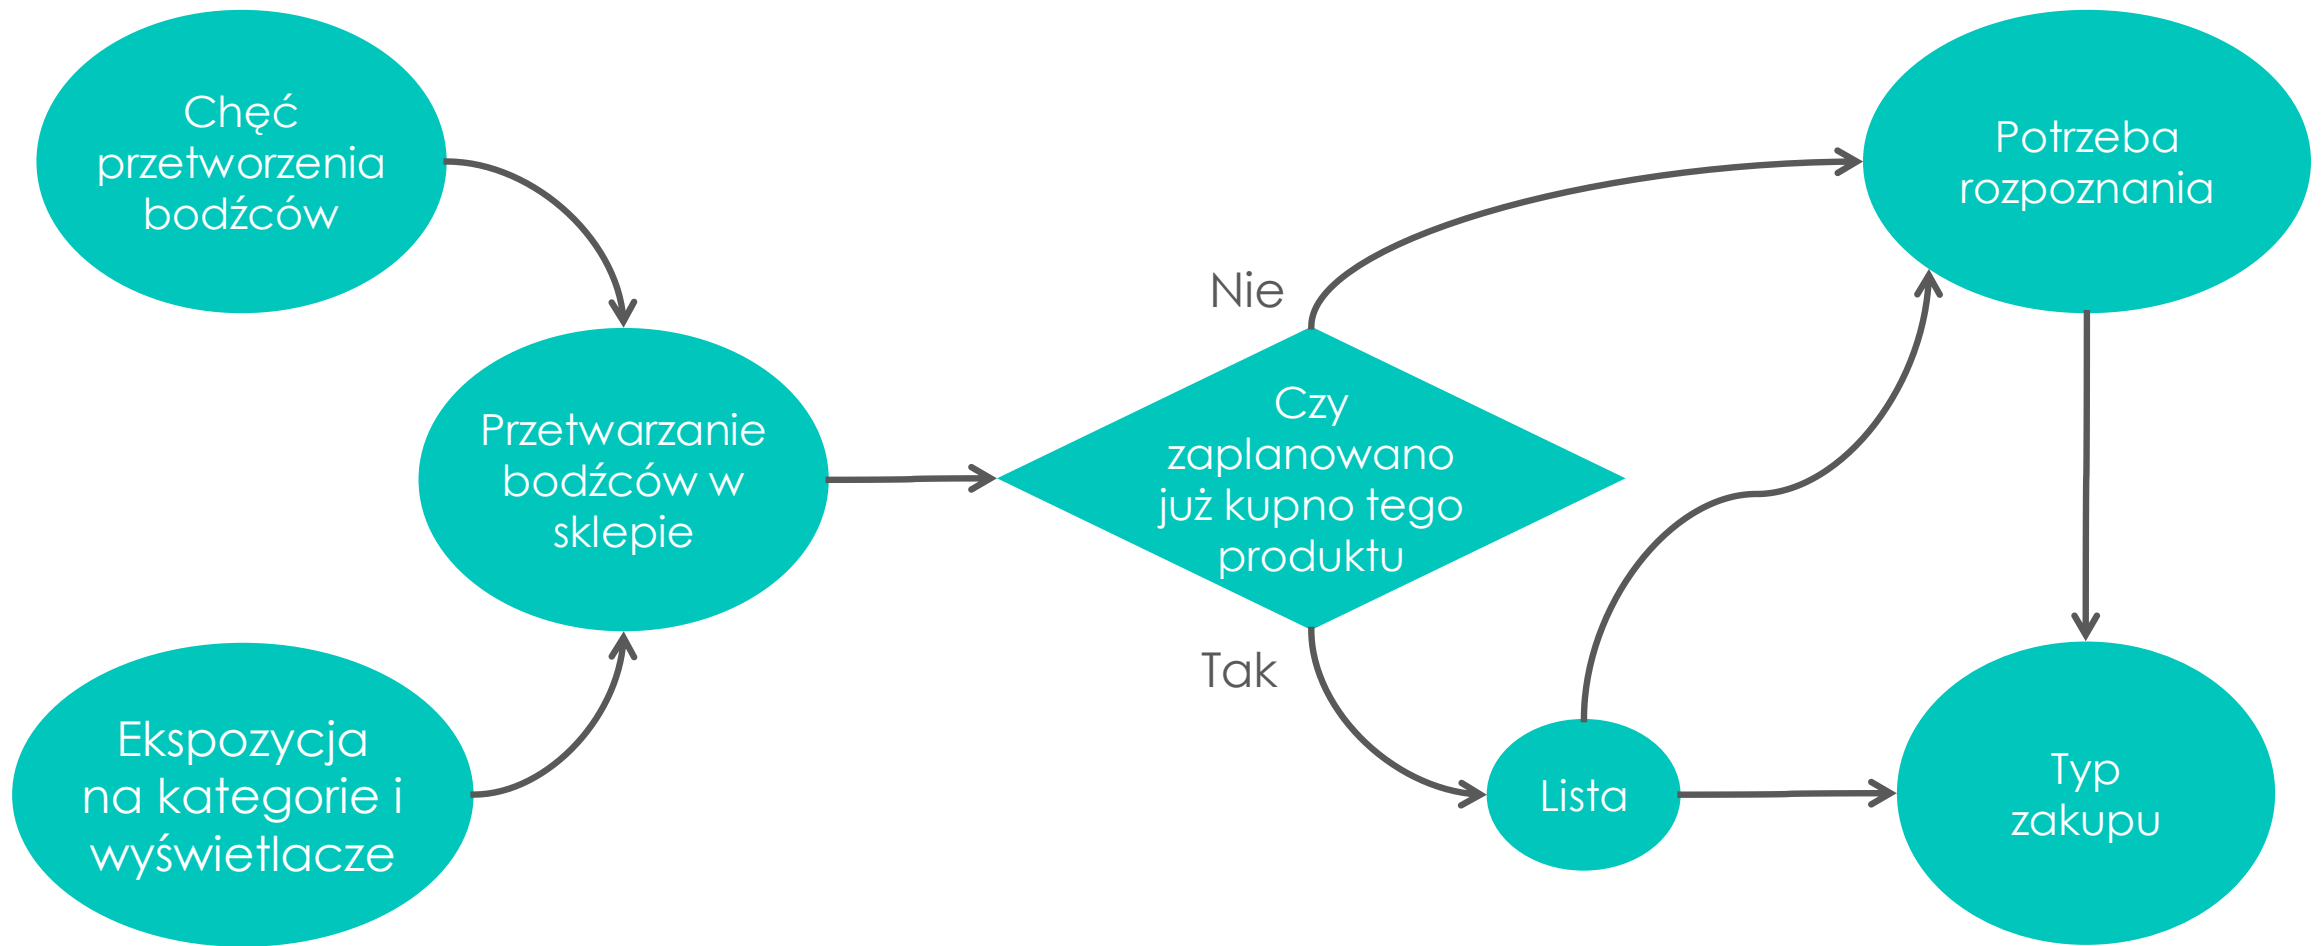 Chęć
przetworzenia
bodźców
Przetwarzanie
bodźców w
sklepie
Ekspozycja
na kategorie i
wyświetlacze
Czy
zaplanowano
już kupno tego
produktu
Nie
Tak
Lista
Potrzeba
rozpoznania
Typ
zakupu